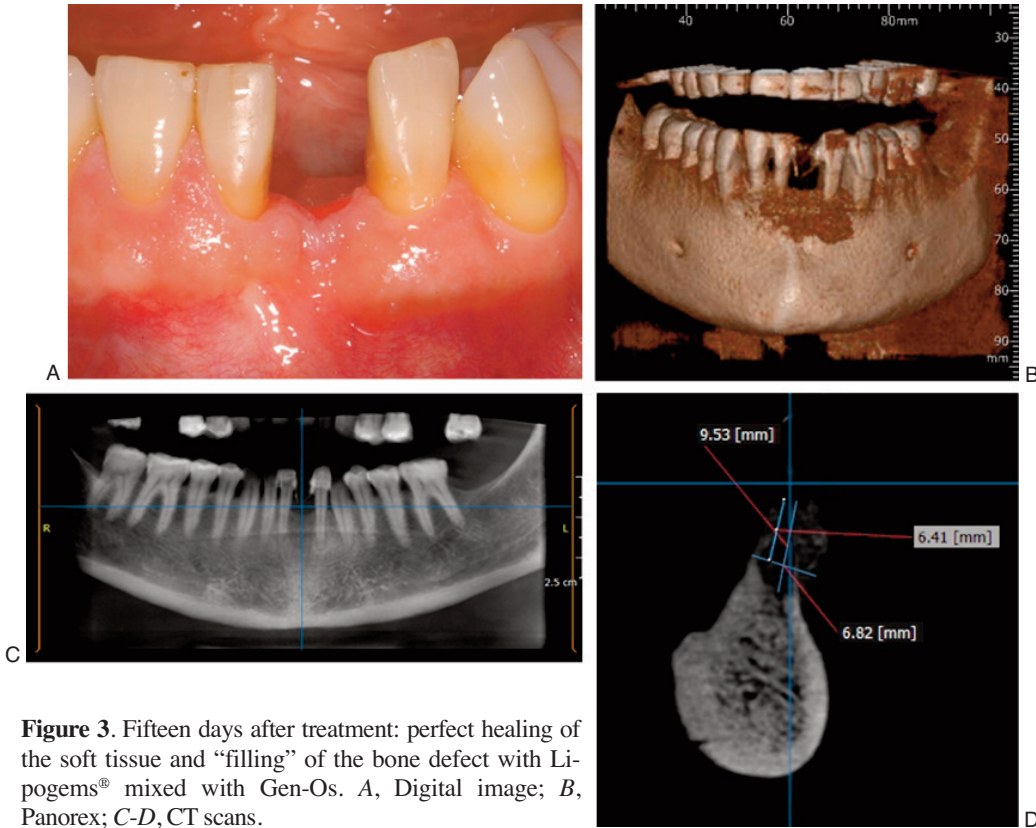 A
40 60 80mm
30
40
50
60
70
80
90
mm
B
R
L
2.5 cm
C
9.53 [mm]
6.41 [mm]
6.82 [mm]
D
Figure 3. Fifteen days after treatment: perfect healing of
the soft tissue and “filling” of the bone defect with Li-
pogems® mixed with Gen-Os. A, Digital image; B,
Panorex; C-D, CT scans.